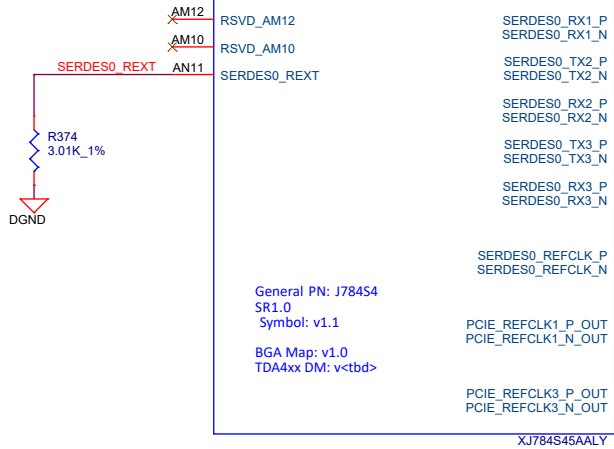 AM12
RSVD_AM12
AM10
RSVD_AM10
SERDES0_REXT
AN11
SERDES0_REXT
R374
3.01K_1%
DGND
SERDES0_RX1_P
SERDES0_RX1_N
SERDES0_TX2_P
SERDES0_TX2_N
SERDES0_RX2_P
SERDES0_RX2_N
SERDES0_TX3_P
SERDES0_TX3_N
SERDES0_RX3_P
SERDES0_RX3_N
SERDES0_REFCLK_P
SERDES0_REFCLK_N
General PN: J784S4
SR1.0
Symbol: v1.1
BGA Map: v1.0
TDA4xx DM: v<tbd>
PCIE_REFCLK1_P_OUT
PCIE_REFCLK1_N_OUT
PCIE_REFCLK3_P_OUT
PCIE_REFCLK3_N_OUT
XJ784S45AALY